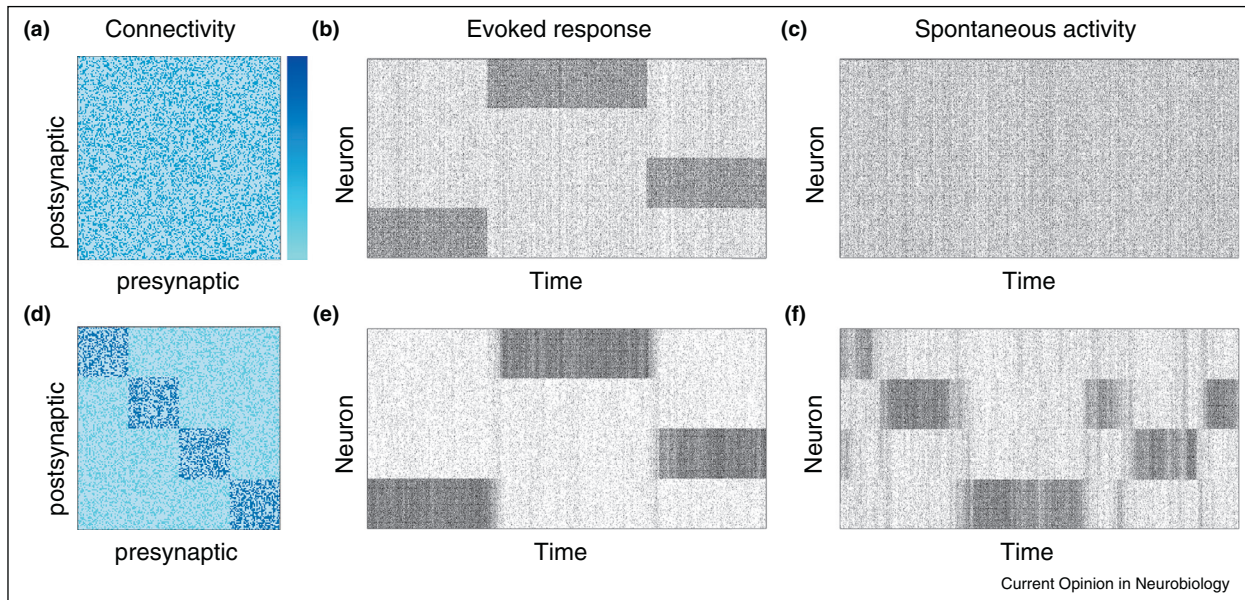 (a) Connectivity
(b) Evoked response
(c) Spontaneous activity
postsynaptic
presynaptic
Neuron
Time
Neuron
Time
(d)
(e)
(f)
postsynaptic
presynaptic
Neuron
Time
Neuron
Time
Current Opinion in Neurobiology